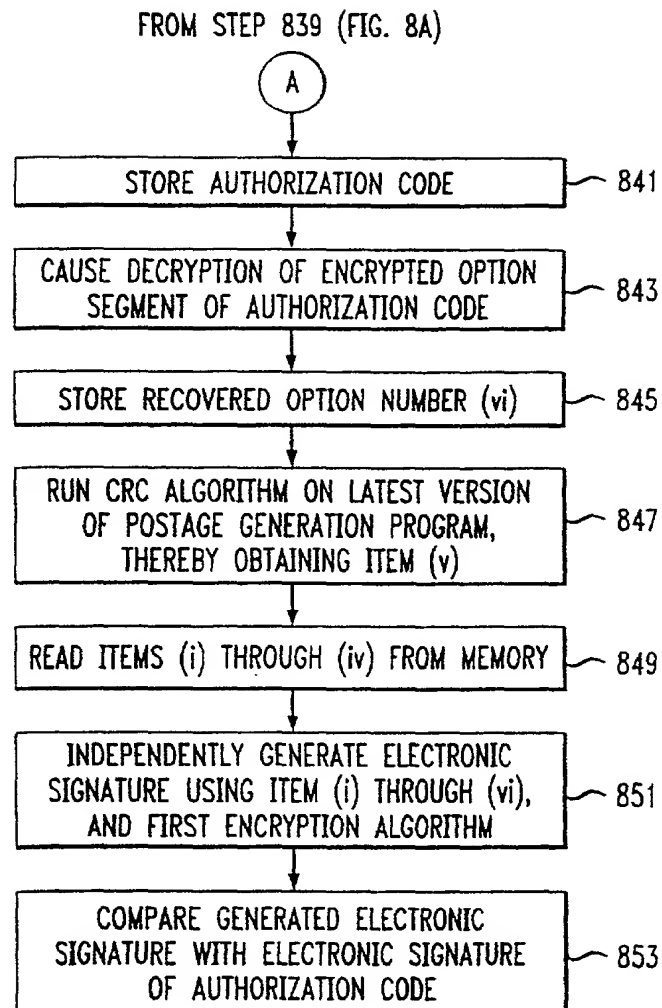 FROM STEP 839 (FIG. 8A)
A
STORE AUTHORIZATION CODE
841
CAUSE DECRYPTION OF ENCRYPTED OPTION
SEGMENT OF AUTHORIZATION CODE
843
STORE RECOVERED OPTION NUMBER (vi)
845
RUN CRC ALGORITHM ON LATEST VERSION
OF POSTAGE GENERATION PROGRAM,
THEREBY OBTAINING ITEM (v)
847
READ ITEMS (i) THROUGH (iv) FROM MEMORY
849
INDEPENDENTLY GENERATE ELECTRONIC
SIGNATURE USING ITEM (i) THROUGH (vi),
AND FIRST ENCRYPTION ALGORITHM
851
COMPARE GENERATED ELECTRONIC
SIGNATURE WITH ELECTRONIC SIGNATURE
OF AUTHORIZATION CODE
853